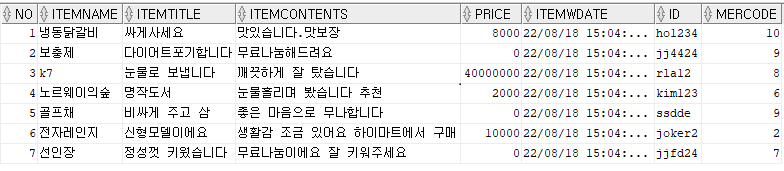 NO ITEMNAME ITEMTITLE ITEMCONTENTS PRICE ITEMWDATE ID MERCODE
1 냉동닭갈비 싸게사세요 맛있습니다.맛보장 8000 22/08/18 15:04:... ho1234 10
2 보충제 다이어트포기합니다 무료나눔해드려요 0 22/08/18 15:04:... jj4424 9
3 k7 눈물로 보냅니다 깨끗하게 잘 탔습니다 40000000 22/08/18 15:04:... rla12 8
4 노르웨이의숲 명작도서 눈물흘리며 봤습니다 추천 2000 22/08/18 15:04:... kim123 6
5 골프채 비싸게 주고 삼 좋은 마음으로 무나합니다 0 22/08/18 15:04:... ssdde 9
6 전자레인지 신형모델이에요 생활감 조금 있어요 하이마트에서 구매 10000 22/08/18 15:04:... joker2 2
7 선인장 정성껏 키웠습니다 무료나눔이에요 잘 키워주세요 0 22/08/18 15:04:... jjfd24 7